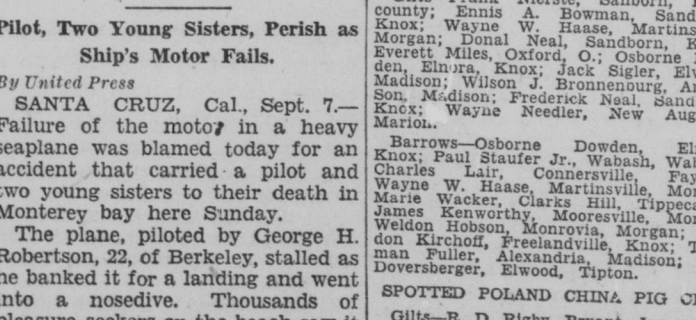 Pilot, Two Young Sisters, Perish as
Ship's Motor Fails.
By United Press
SANTA CRUZ, Cal., Sept. 7.—
Failure of the motor in a heavy
seaplane was blamed today for an
accident that carried a pilot and
two young sisters to their death in
Monterey bay here Sunday.
The plane, piloted by George H.
Robertson, 22, of Berkeley, stalled as
he banked it for a landing and went
into a nosedive. Thousands of
county; Ennis A. Bowman,
Knox; Wayne W. Haase, Martins
Morgan; Donal Neal, Sandborn, K
Everett Miles, Oxford, O.; Osborne
den, Elnora, Knox; Jack Sigler, El
Madison; Wilson J. Bronnenourg, A
Son, Madison; Frederick Neal, Sand
Knox; Wayne Needler, New Aug
Marion.
Barrows—Osborne Dowden, El
Knox; Paul Staufer Jr., Wabash, Wab
Charles Lair, Connersville, Fay
Wayne W. Haase, Martinsville, Mo
Marie Wacker, Clarks Hill, Tippeca
James Kenworthy, Mooresville, Mo
Weldon Hobson, Monrovia, Morgan;
don Kirchoff, Freelandville, Knox; T
man Fuller, Alexandria, Madison;
Doversberger, Elwood, Tipton.
SPOTTED POLAND CHINA PIG C
Gilts—R. D. Rigby